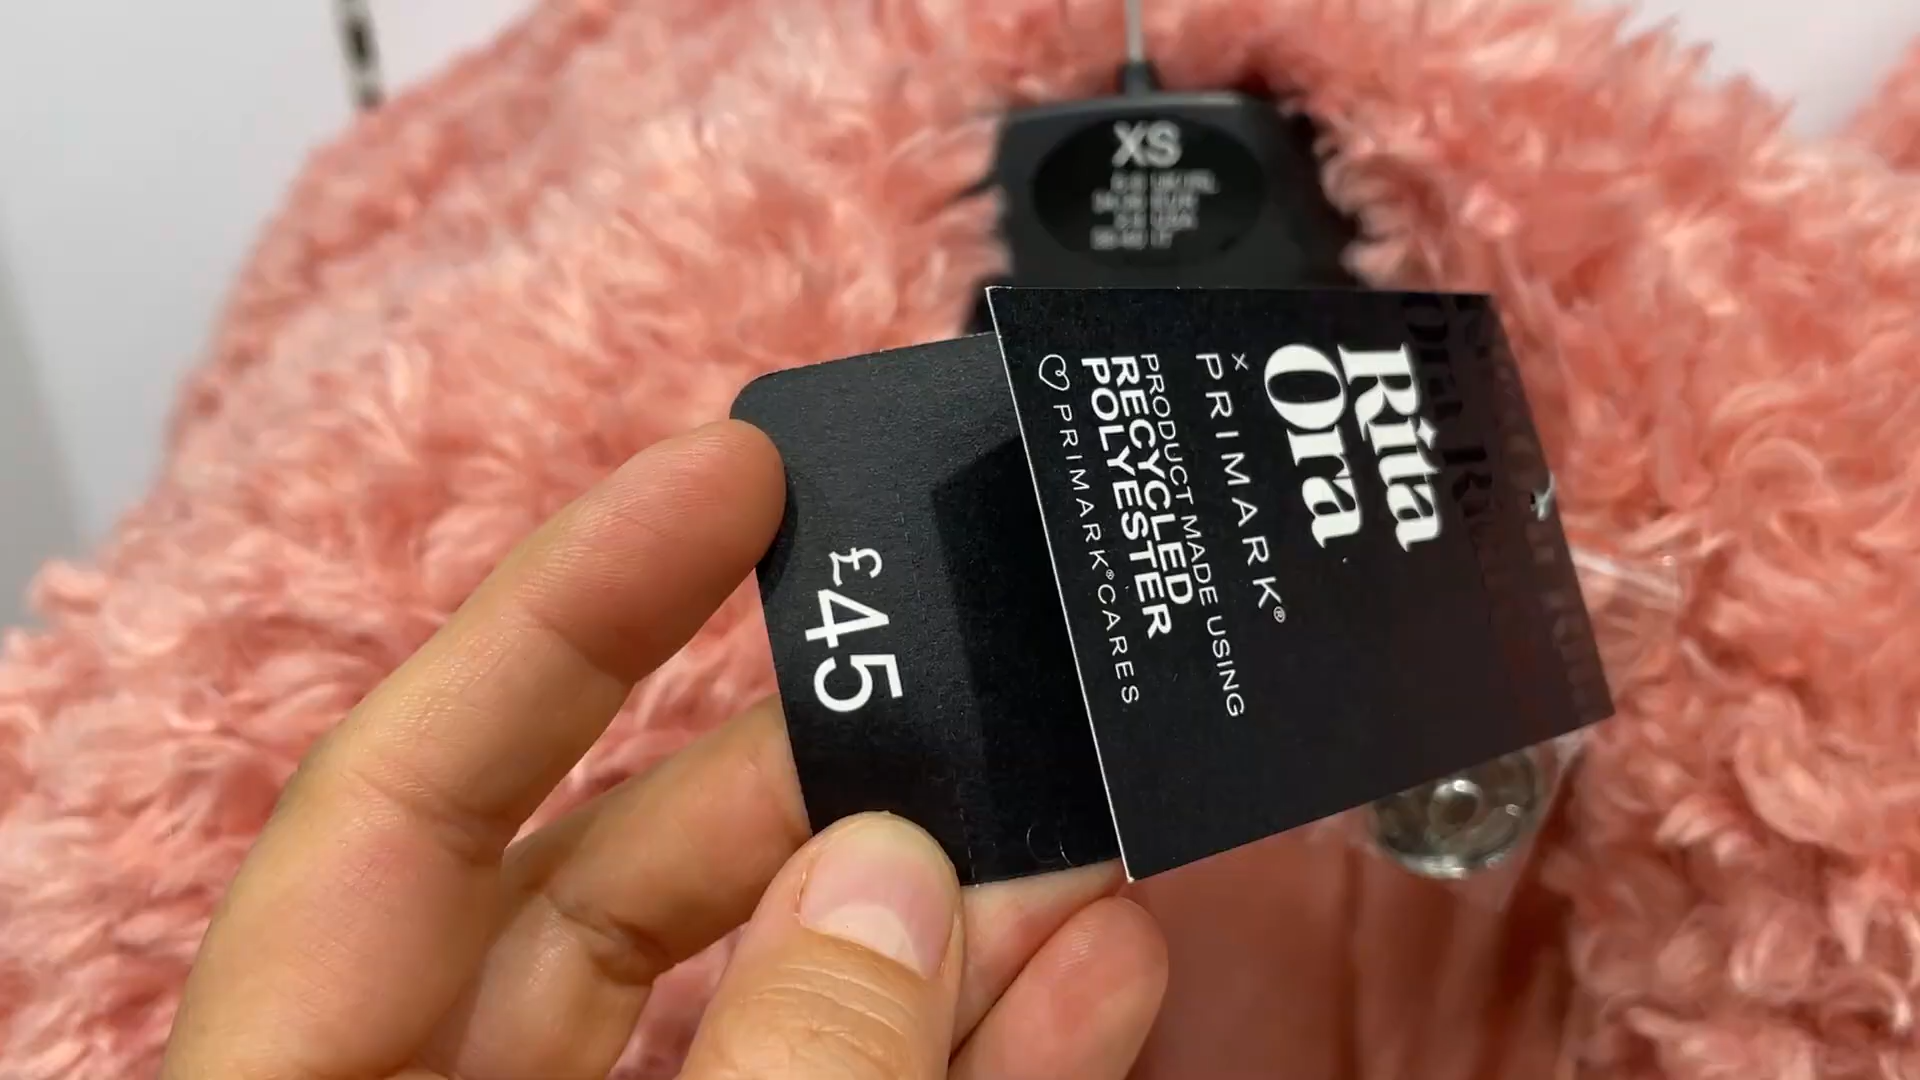 XS
Rita
Ora
x PRIMARK®
PRODUCT MADE USING
RECYCLED
POLYESTER
PRIMARK®CARES
£45